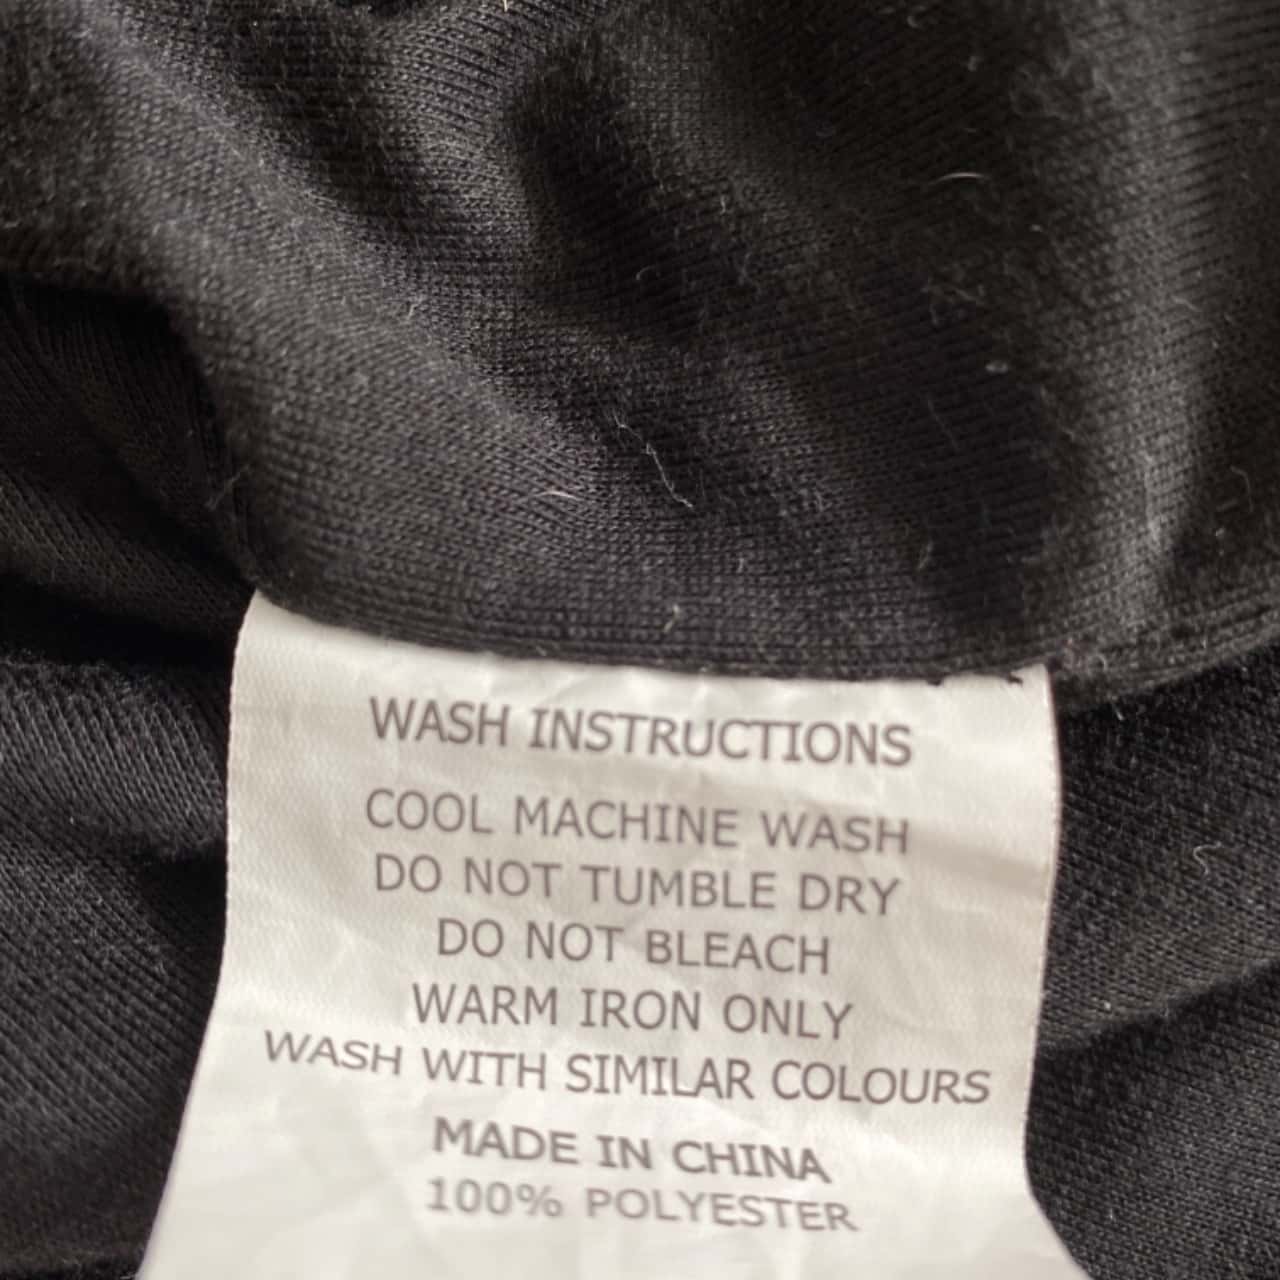 WASH INSTRUCTIONS
COOL MACHINE WASH
DO NOT TUMBLE DRY
DO NOT BLEACH
WARM IRON ONLY
WASH WITH SIMILAR COLOURS
MADE IN CHINA
100% POLYESTER